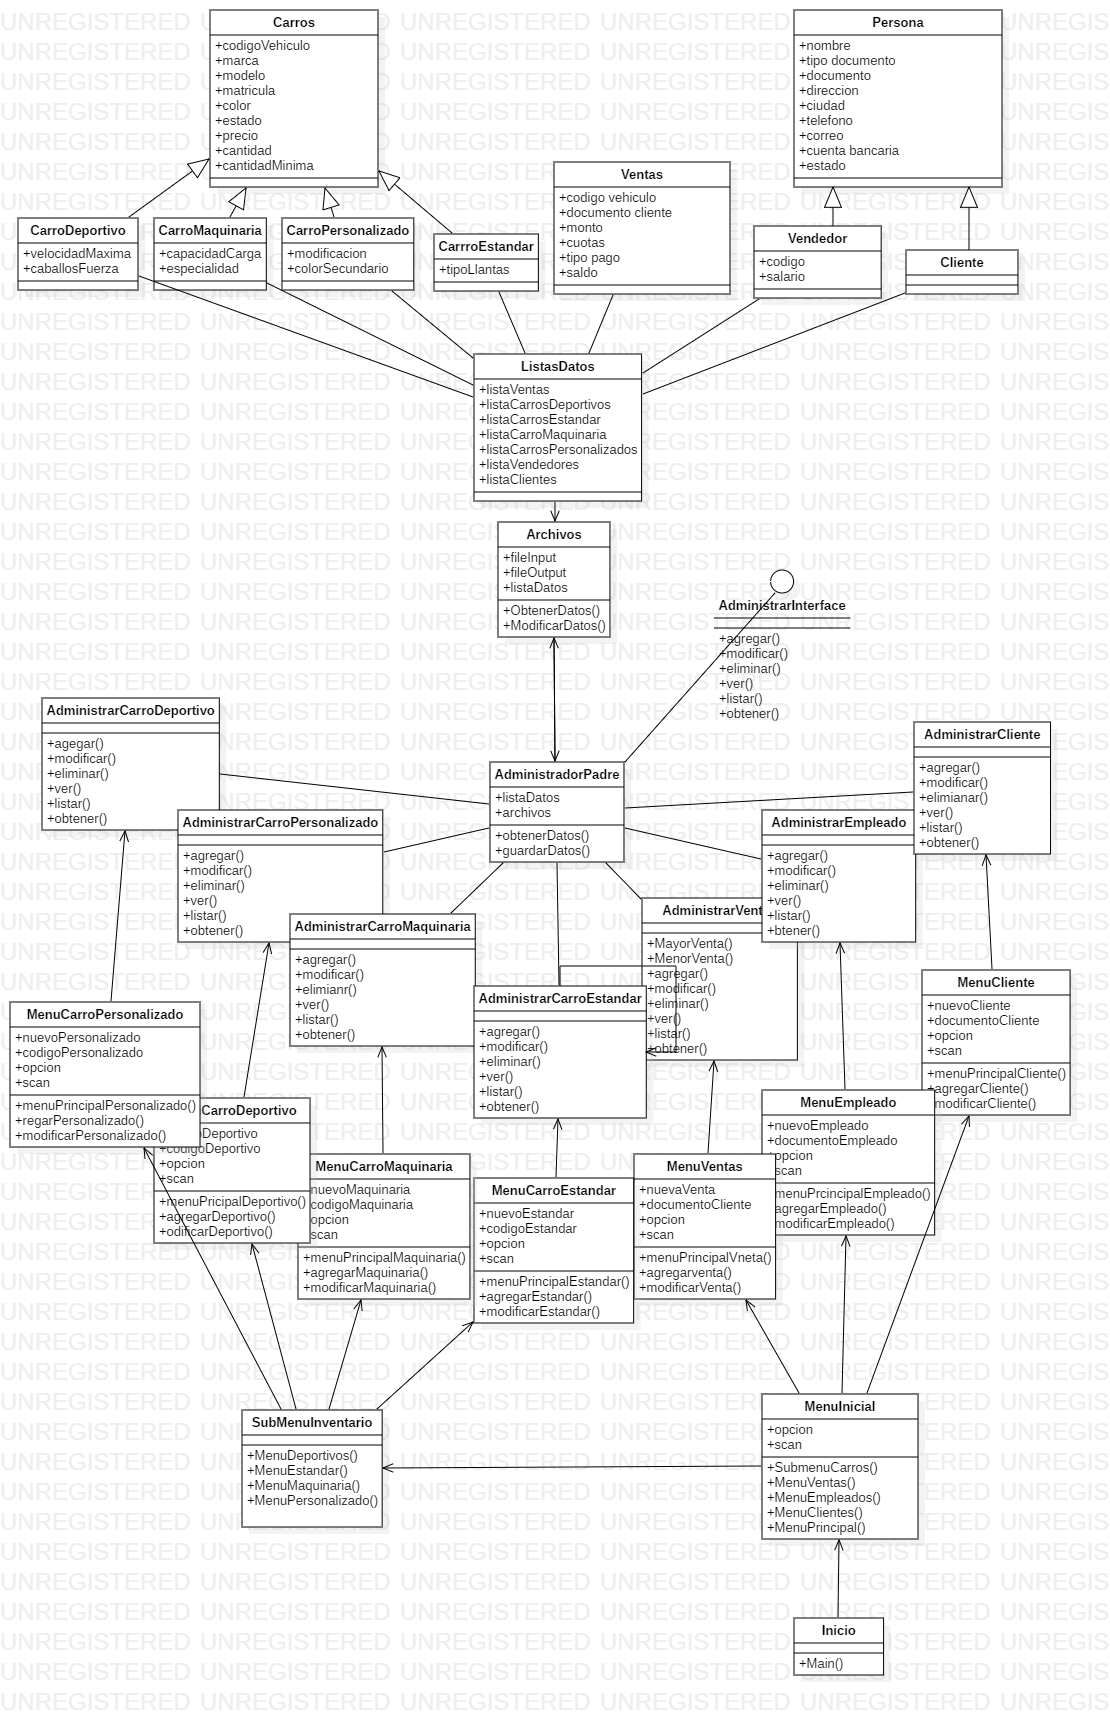 Carros
+codigoVehiculo
+marca
+modelo
+matricula
+color
+estado
+precio
+cantidad
+cantidadMinima
Persona
+nombre
+tipo documento
+documento
+direccion
+ciudad
+telefono
+correo
+cuenta bancaria
+estado
CarroDeportivo
+velocidadMaxima
+caballosFuerza
CarroMaquinaria
+capacidadCarga
+especialidad
CarroPersonalizado
+modificacion
+colorSecundario
CarrroEstandar
+tipoLlantas
Ventas
+codigo vehiculo
+documento cliente
+monto
+cuotas
+tipo pago
+saldo
Vendedor
+codigo
+salario
Cliente
ListasDatos
+listaVentas
+listaCarrosDeportivos
+listaCarrosEstandar
+listaCarroMaquinaria
+listaCarrosPersonalizados
+listaVendedores
+listaClientes
Archivos
+fileInput
+fileOutput
+listaDatos
+ObtenerDatos()
+ModificarDatos()
AdministrarInterface
+agregar()
+modificar()
+eliminar()
+ver()
+listar()
+obtener()
AdministrarCarroDeportivo
+agegar()
+modificar()
+eliminar()
+ver()
+listar()
+obtener()
AdministradorPadre
+listaDatos
+archivos
+obtenerDatos()
+guardarDatos()
AdministrarCliente
+agregar()
+modificar()
+elimianar()
+ver()
+listar()
+obtener()
AdministrarCarroPersonalizado
+agregar()
+modificar()
+eliminar()
+ver()
+listar()
+obtener()
AdministrarEmpleado
+agregar()
+modificar()
+eliminar()
+ver()
+listar()
+btener()
AdministrarCarroMaquinaria
+agregar()
+modificar()
+elimianr()
+ver()
+listar()
+obtener()
AdministrarVent
+MayorVenta()
+MenorVenta()
+agregar()
+modificar()
+eliminar()
+ver()
+listar()
+obtener()
AdministrarCarroEstandar
+agregar()
+modificar()
+eliminar()
+ver()
+listar()
+obtener()
MenuCliente
+nuevoCliente
+documentoCliente
+opcion
+scan
+menuPrincipalCliente()
+agregarCliente()
modificarCliente()
MenuCarroPersonalizado
+nuevoPersonalizado
+codigoPersonalizado
+opcion
+scan
+menuPrincipalPersonalizado()
+regarPersonalizado()
+modificarPersonalizado()
CarroDeportivo
oDeportivo
+codigoDeportivo
+opcion
+scan
+menuPricipalDeportivo()
+agregarDeportivo()
+odificarDeportivo()
MenuCarroMaquinaria
nuevoMaquinaria
codigoMaquinaria
opcion
scan
+menuPrincipalMaquinaria()
+agregarMaquinaria()
+modificarMaquinaria()
MenuCarroEstandar
+nuevoEstandar
+codigoEstandar
+opcion
+scan
+menuPrincipalEstandar()
+agregarEstandar()
+modificarEstandar()
MenuVentas
+nuevaVenta
+documentoCliente
+opcion
+scan
+menuPrincipalVneta()
+agregarventa()
+modificarVenta()
MenuEmpleado
+nuevoEmpleado
+documentoEmpleado
opcion
scan
menuPrcincipalEmpleado()
agregarEmpleado()
modificarEmpleado()
SubMenuInventario
+MenuDeportivos()
+MenuEstandar()
+MenuMaquinaria()
+MenuPersonalizado()
MenuInicial
+opcion
+scan
+SubmenuCarros()
+MenuVentas()
+MenuEmpleados()
+MenuClientes()
+MenuPrincipal()
Inicio
+Main()